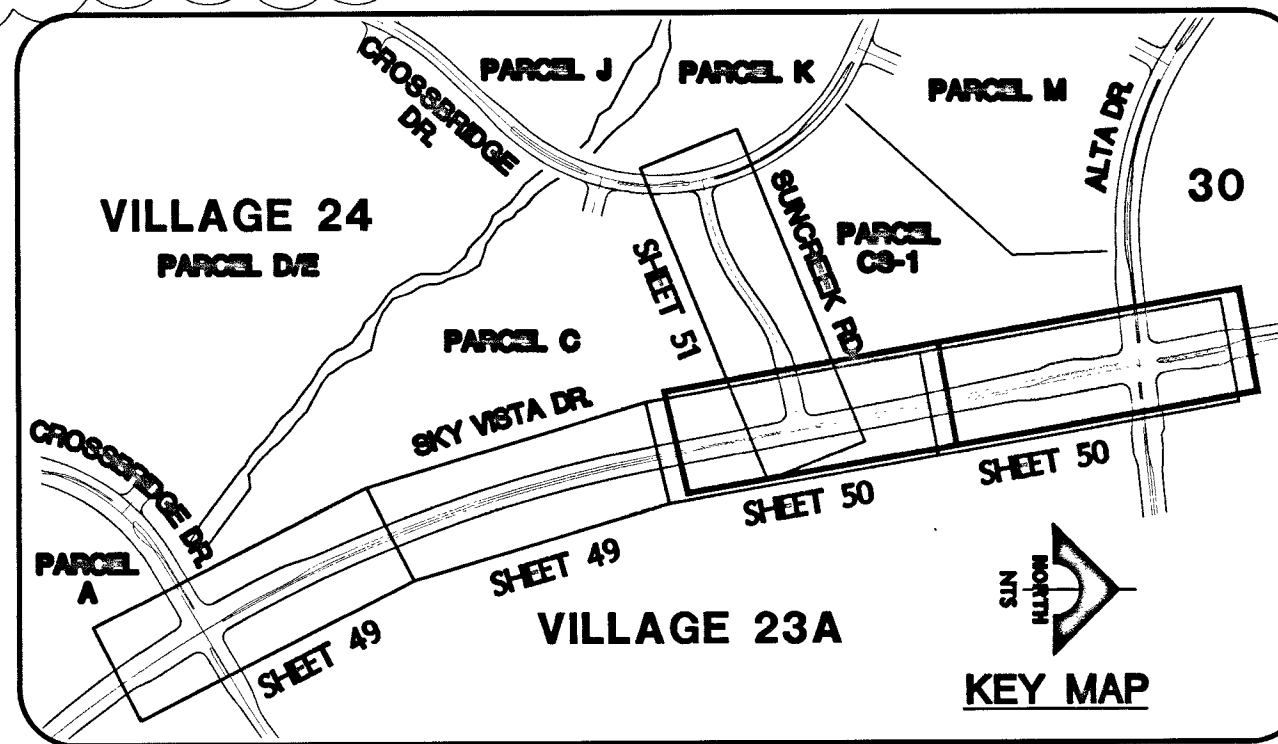 CROSSBRIDGE
DR.
PARCEL J
PARCEL K
PARCEL M
ALTA DR.
30
VILLAGE 24
PARCEL D/E
SUNCREEK RD.
PARCEL
C3-1
SHEET 51
PARCEL C
SKY VISTA DR.
CROSSBRIDGE DR.
PARCEL
A
SHEET 49
SHEET 49
SHEET 50
SHEET 50
VILLAGE 23A
NORTH
NTS
KEY MAP